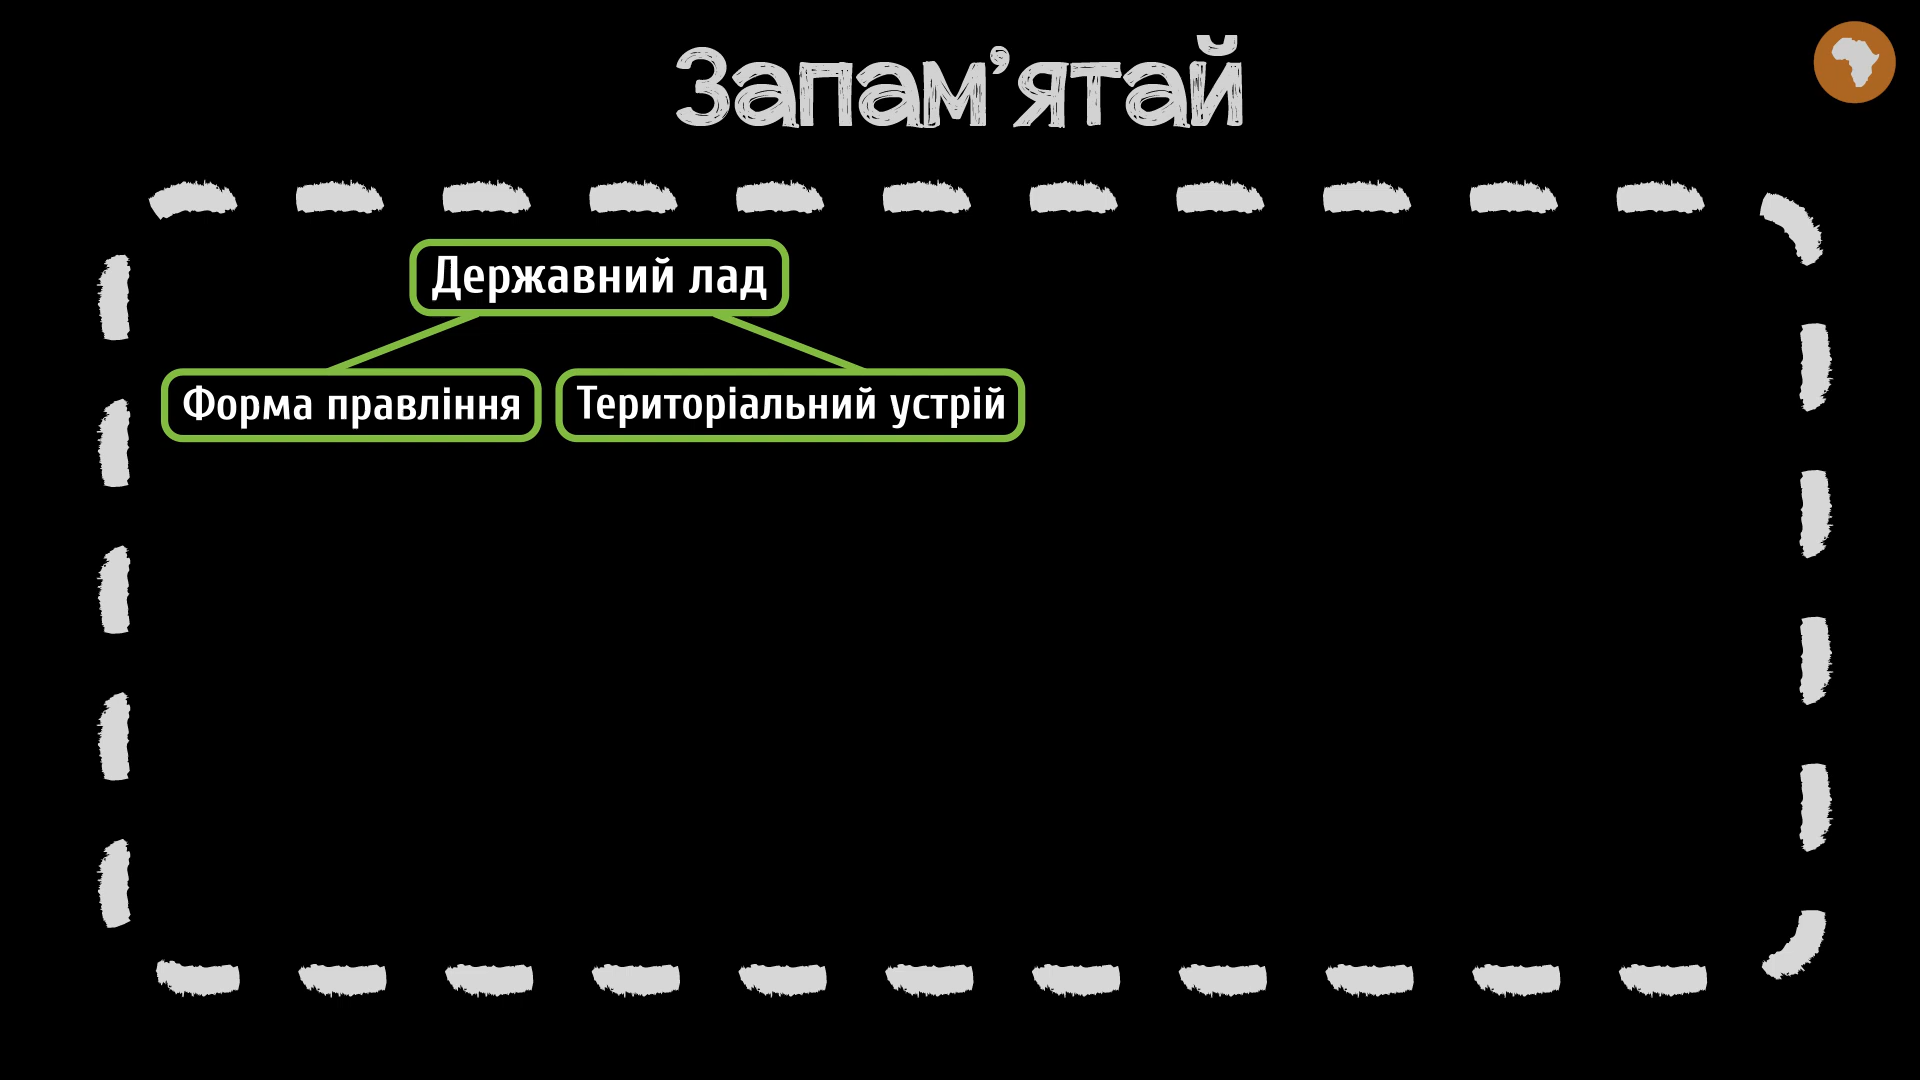 Запам’ятай
Державний лад
Форма правління
Територіальний устрій